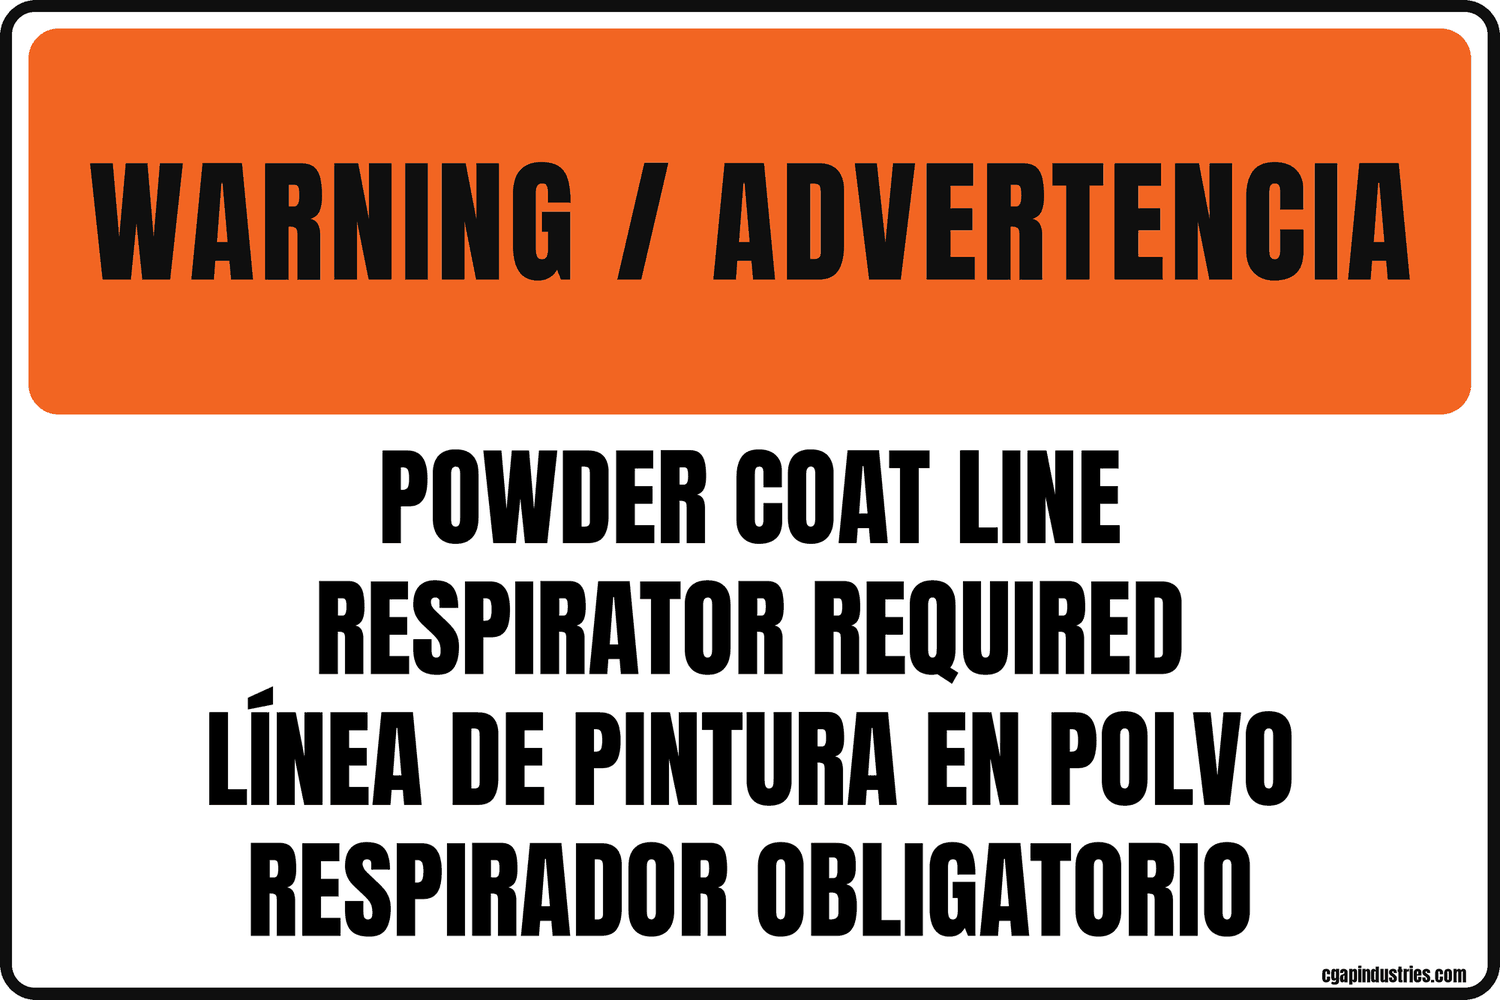 WARNING / ADVERTENCIA
POWDER COAT LINE
RESPIRATOR REQUIRED
LÍNEA DE PINTURA EN POLVO
RESPIRADOR OBLIGATORIO
cgapindustries.com